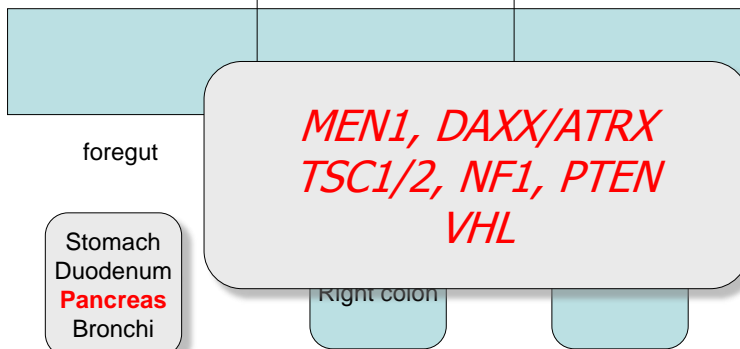 MEN1, DAXX/ATRX
TSC1/2, NF1, PTEN
VHL
foregut
Stomach
Duodenum
Pancreas
Bronchi
Right colon